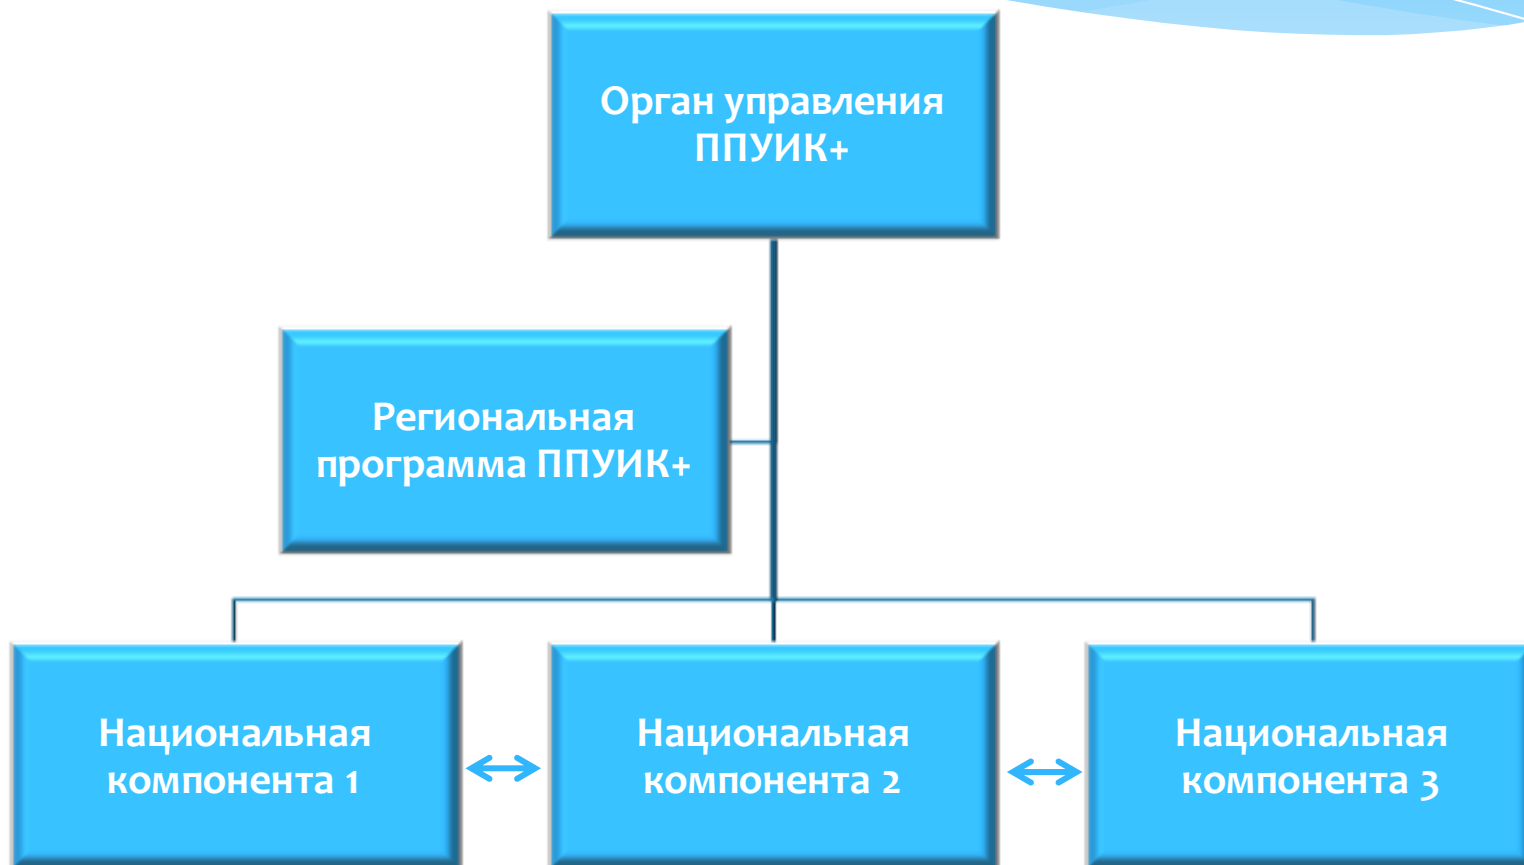 Орган управления
ППУИК+
Региональная
программа ППУИК+
Национальная
компонента 1
Национальная
компонента 2
Национальная
компонента 3